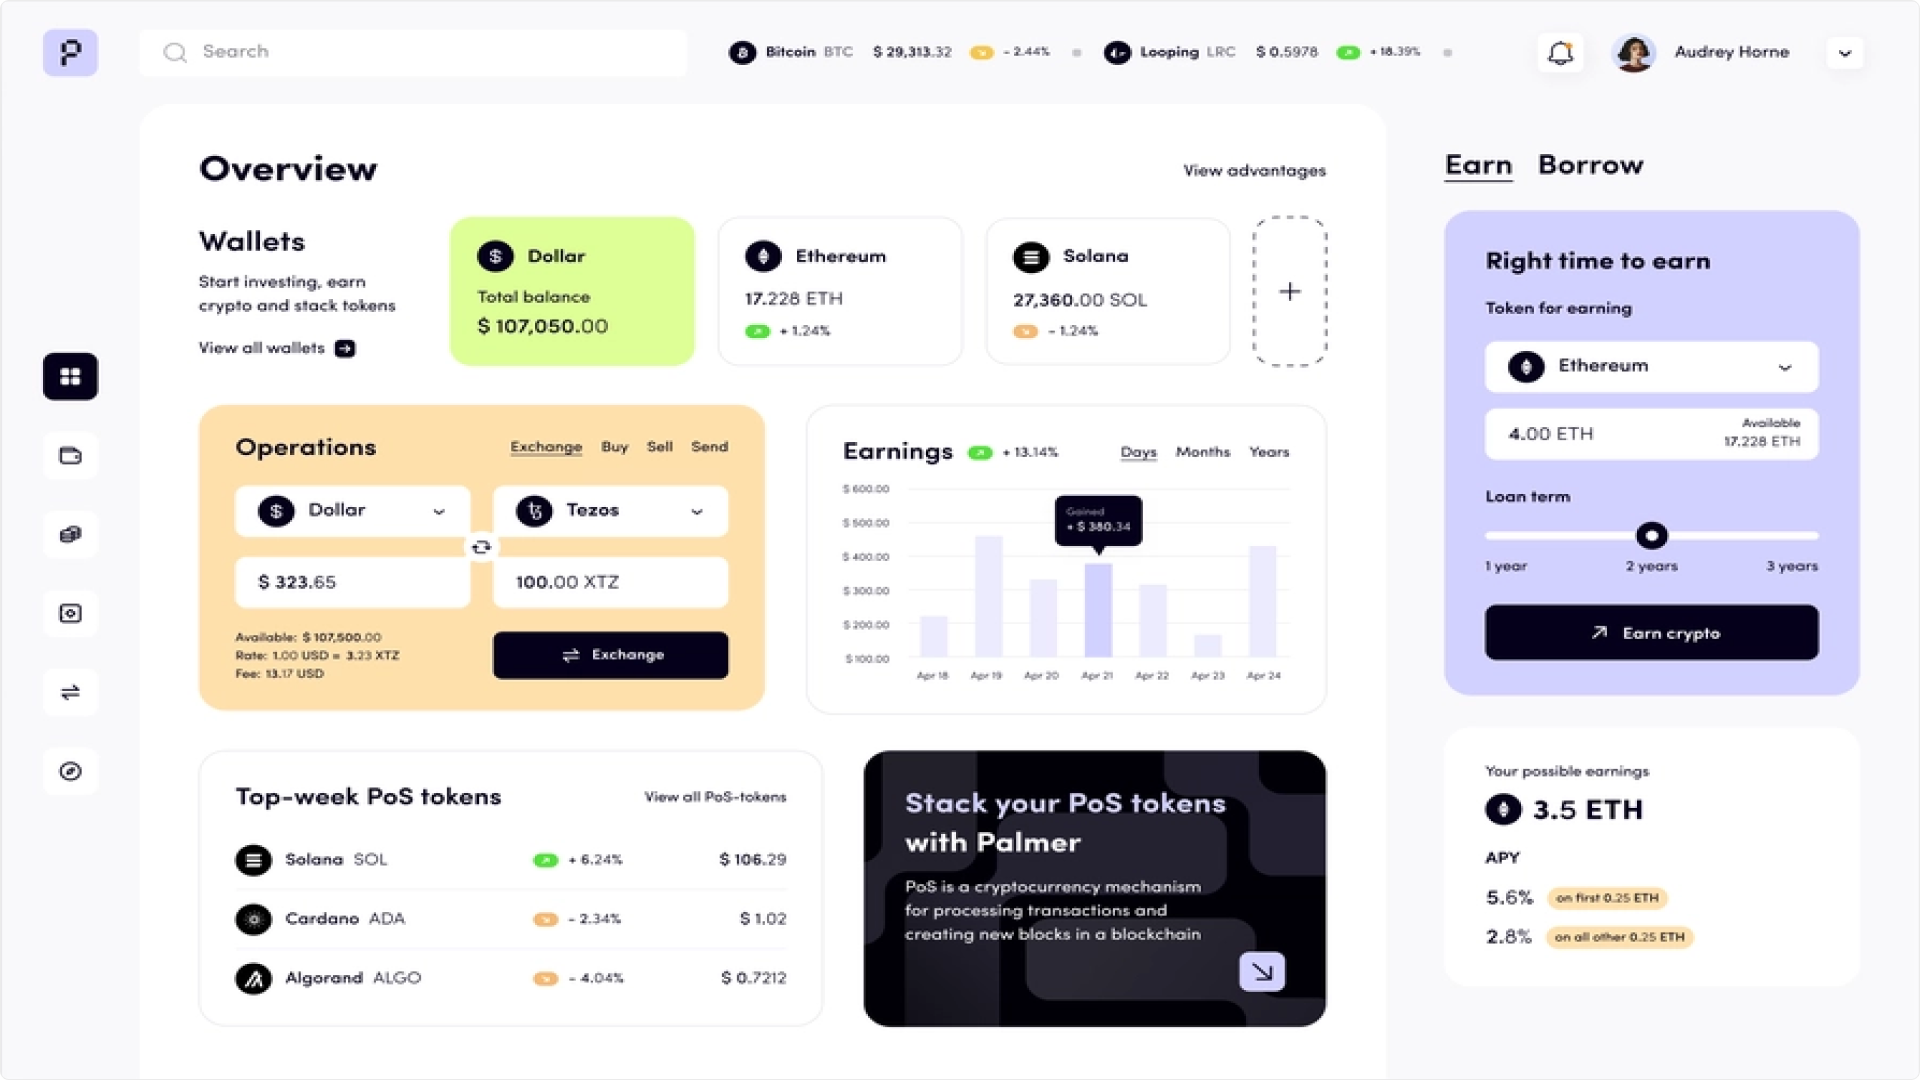 Search
Bitcoin BTC $ 29,313.32 - 2.44%
Looping LRC $ 0.5978 + 18.39%
Audrey Horne
Overview
View advantages
Wallets
Start investing, earn
crypto and stack tokens
View all wallets
Dollar
Total balance
$ 107,050.00
Ethereum
17.228 ETH
+ 1.24%
Solana
27,360.00 SOL
- 1.24%
+
Operations
Exchange Buy Sell Send
Dollar
Tezos
$ 323.65
100.00 XTZ
Available: $ 107,500.00
Rate: 1.00 USD = 3.23 XTZ
Fee: 13.17 USD
Exchange
Earnings + 13.14%
Days Months Years
$ 600.00
$ 500.00
$ 400.00
$ 300.00
$ 200.00
$ 100.00
Gained
+ $ 380.34
Apr 18 Apr 19 Apr 20 Apr 21 Apr 22 Apr 23 Apr 24
Top-week PoS tokens
View all PoS-tokens
Solana SOL + 6.24% $ 106.29
Cardano ADA - 2.34% $ 1.02
Algorand ALGO - 4.04% $ 0.7212
Stack your PoS tokens
with Palmer
PoS is a cryptocurrency mechanism
for processing transactions and
creating new blocks in a blockchain
Earn Borrow
Right time to earn
Token for earning
Ethereum
4.00 ETH
Available
17.228 ETH
Loan term
1 year 2 years 3 years
Earn crypto
Your possible earnings
3.5 ETH
APY
5.6% on first 0.25 ETH
2.8% on all other 0.25 ETH